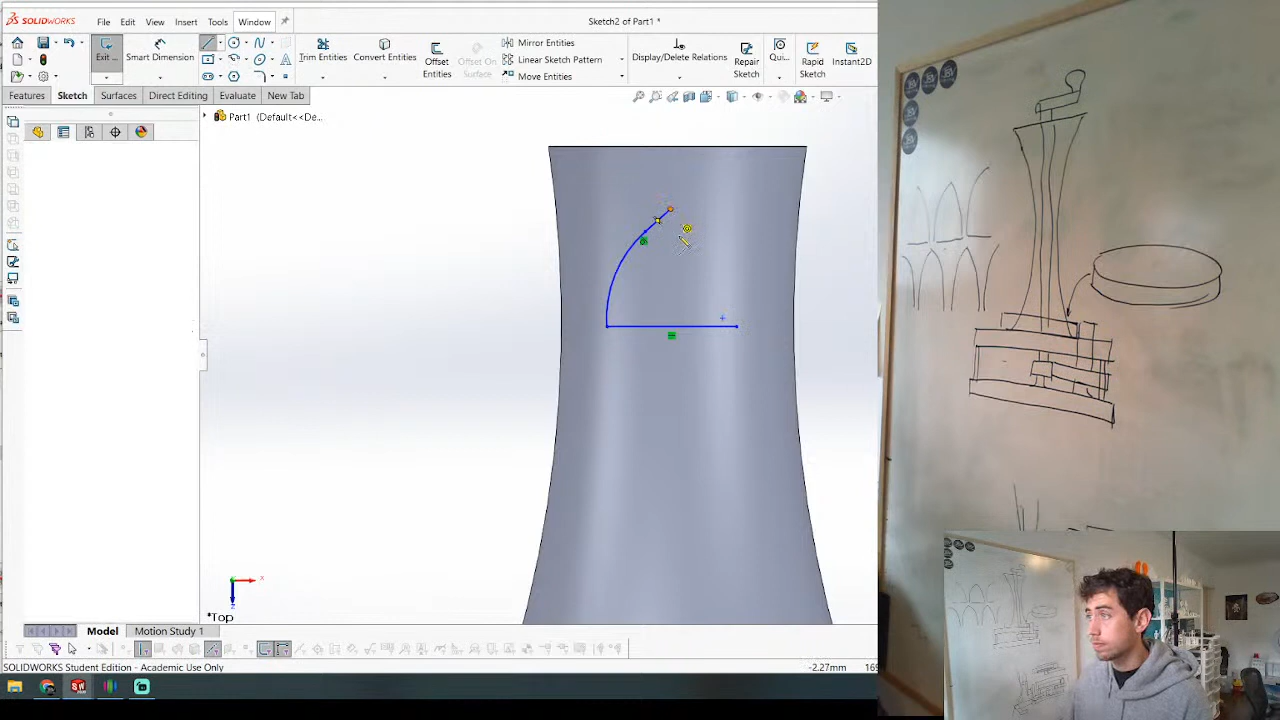 SOLIDWORKS
File Edit View Insert Tools Window
Sketch2 of Part1 *
Exit ...
Smart Dimension
Trim Entities
Convert Entities
Offset Entities
Offset On Surface
Mirror Entities
Linear Sketch Pattern
Move Entities
Display/Delete Relations
Repair Sketch
Qui...
Rapid Sketch
Instant2D
Features Sketch Surfaces Direct Editing Evaluate New Tab
Part1 (Default<<De...
x
z
*Top
Model Motion Study 1
SOLIDWORKS Student Edition - Academic Use Only
-2.27mm